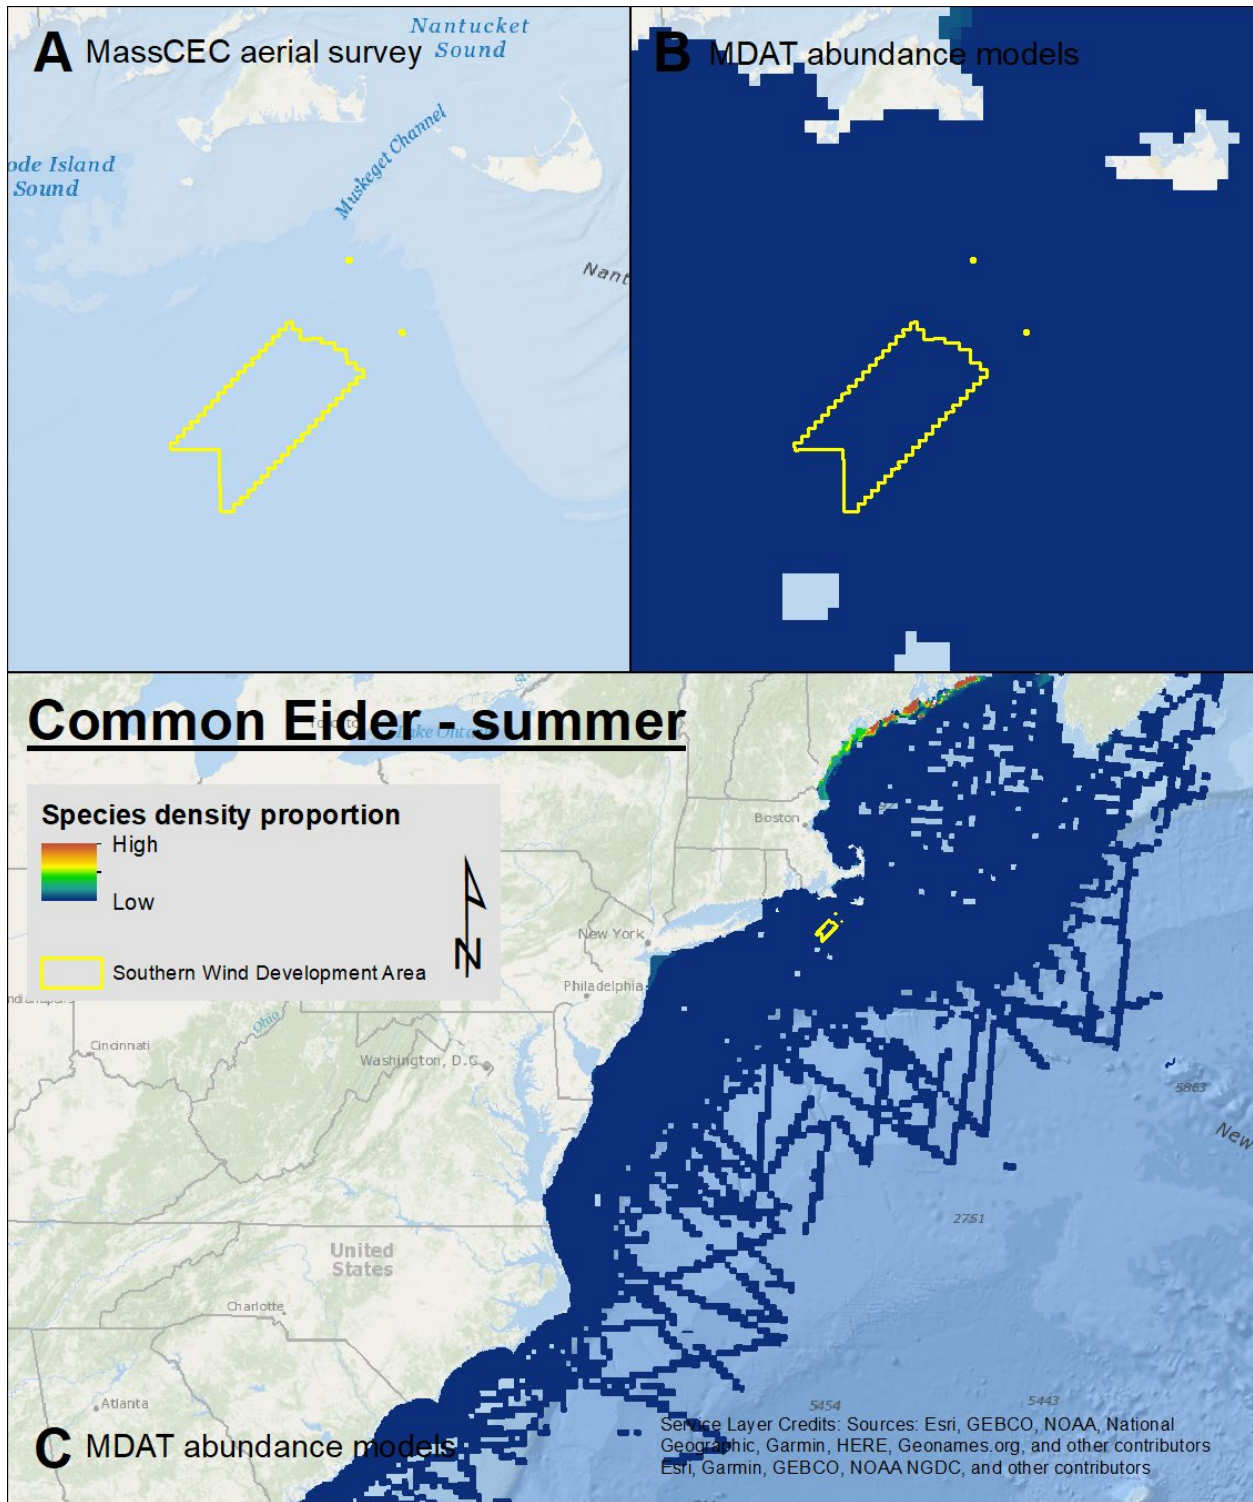 A MassCEC aerial survey
Nantucket
Sound
ode Island
Sound
Muskeget Channel
Nant
B MDAT abundance models
Common Eider - summer
Toronto
Lake Ont
Species density proportion
High
Low
N
Southern Wind Development Area
Boston
New York
Philadelphia
Ohio
Cincinnati
Washington, D.C.
5863
New
2751
United
States
Charlotte
Atlanta
5454
5443
C MDAT abundance models
Service Layer Credits: Sources: Esri, GEBCO, NOAA, National
Geographic, Garmin, HERE, Geonames.org, and other contributors
Esri, Garmin, GEBCO, NOAA NGDC, and other contributors